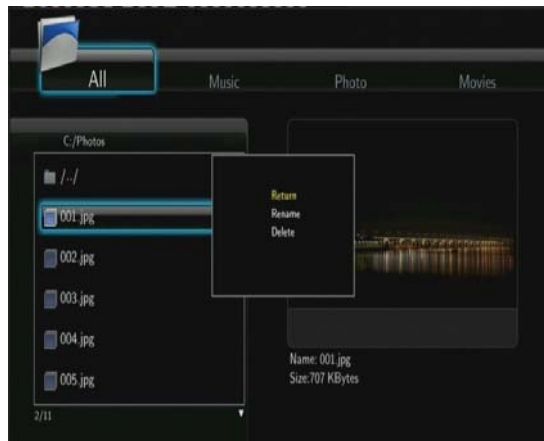 All
Music
Photo
Movies
C:/Photos
/../
001.jpg
002.jpg
003.jpg
004.jpg
005.jpg
2/11
Return
Rename
Delete
Name: 001.jpg
Size:707 KBytes